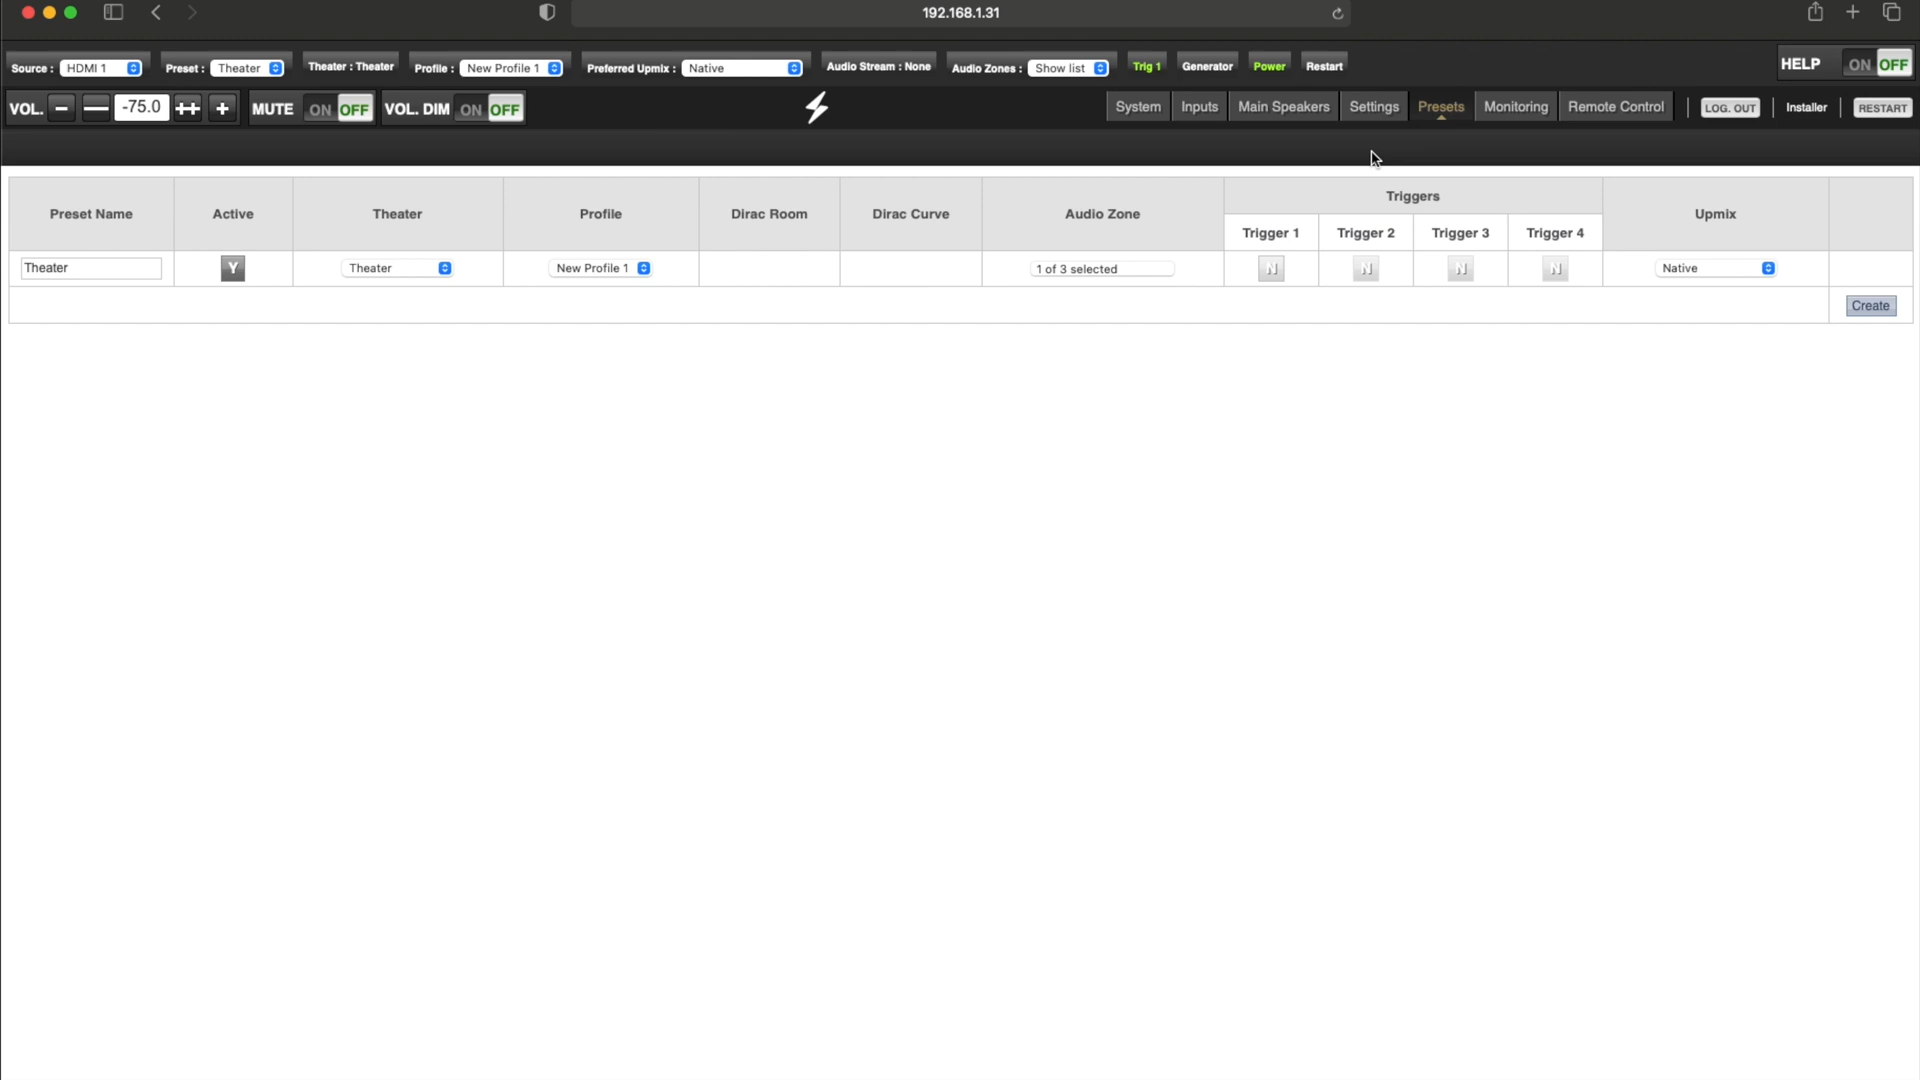 192.168.1.31
Source : HDMI 1 Preset : Theater Theater : Theater Profile : New Profile 1 Preferred Upmix : Native Audio Stream : None Audio Zones : Show list Trig 1 Generator Power Restart HELP ON OFF
VOL. -75.0 MUTE ON OFF VOL. DIM ON OFF System Inputs Main Speakers Settings Presets Monitoring Remote Control LOG. OUT Installer RESTART
Preset Name Active Theater Profile Dirac Room Dirac Curve Audio Zone Triggers Upmix
Trigger 1 Trigger 2 Trigger 3 Trigger 4
Theater Y Theater New Profile 1 1 of 3 selected N N N N Native
Create